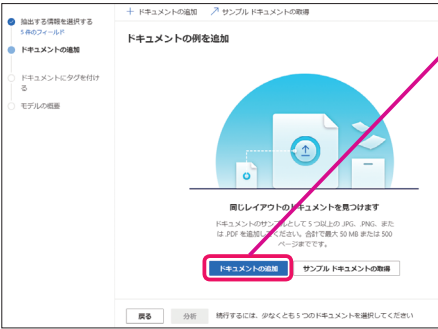 抽出する情報を選択する
5 件のフィールド
ドキュメントの追加
ドキュメントにタグを付け
る
モデルの概要
+ ドキュメントの追加
サンプル ドキュメントの取得
ドキュメントの例を追加
同じレイアウトのドキュメントを見つけます
ドキュメントのサンプルとして 5 つ以上の .JPG、.PNG、また
は .PDF を追加してください。合計で最大 50 MB または 500
ページまでです。
ドキュメントの追加
サンプル ドキュメントの取得
戻る
分析
続行するには、少なくとも 5 つのドキュメントを選択してください